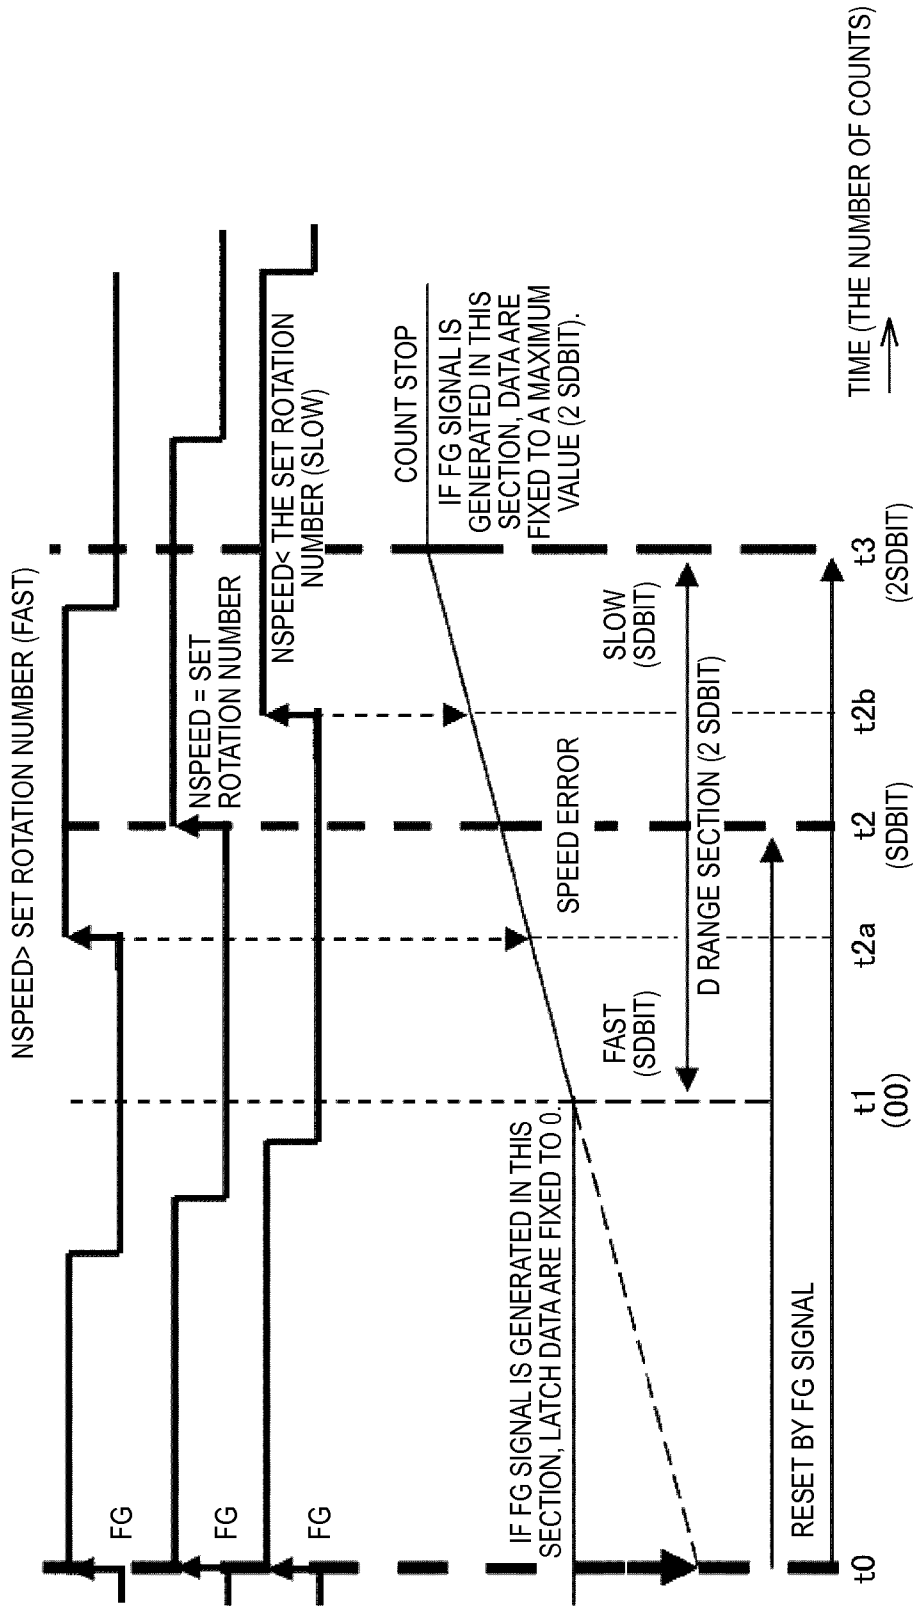 NSPEED> SET ROTATION NUMBER (FAST)
NSPEED = SET
ROTATION NUMBER
NSPEED< THE SET ROTATION
NUMBER (SLOW)
FG
FG
FG
COUNT STOP
IF FG SIGNAL IS
GENERATED IN THIS
SECTION, DATA ARE
FIXED TO A MAXIMUM
VALUE (2 SDBIT).
IF FG SIGNAL IS GENERATED IN THIS
SECTION, LATCH DATA ARE FIXED TO 0.
SPEED ERROR
FAST
(SDBIT)
SLOW
(SDBIT)
D RANGE SECTION (2 SDBIT)
RESET BY FG SIGNAL
t0
t1
(00)
t2a
t2
(SDBIT)
t2b
t3
(2SDBIT)
TIME (THE NUMBER OF COUNTS)